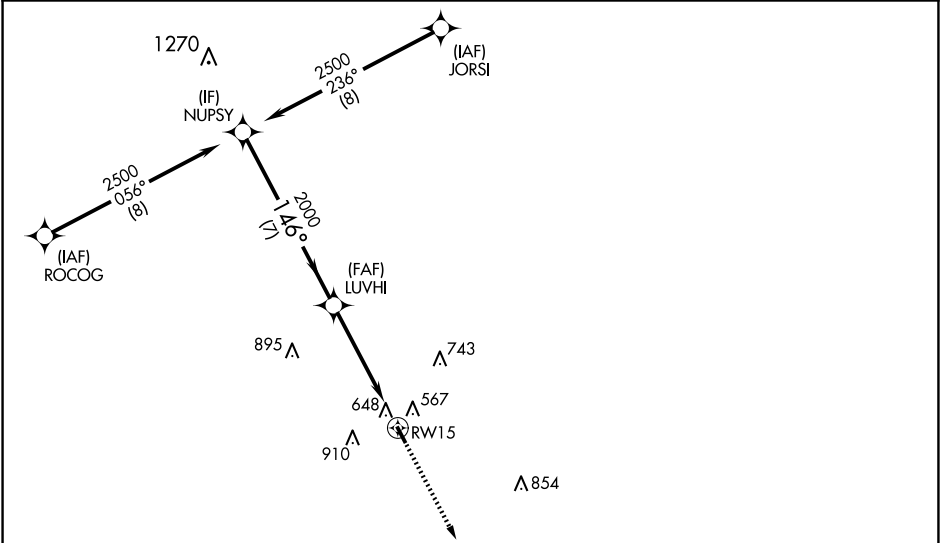 1270
(IAF)
JORSI
2500
236°
(8)
(IF)
NUPSY
2500
056°
(8)
2000
146°
(7)
(IAF)
ROCOG
(FAF)
LUVHI
895
743
648
567
RW15
910
854